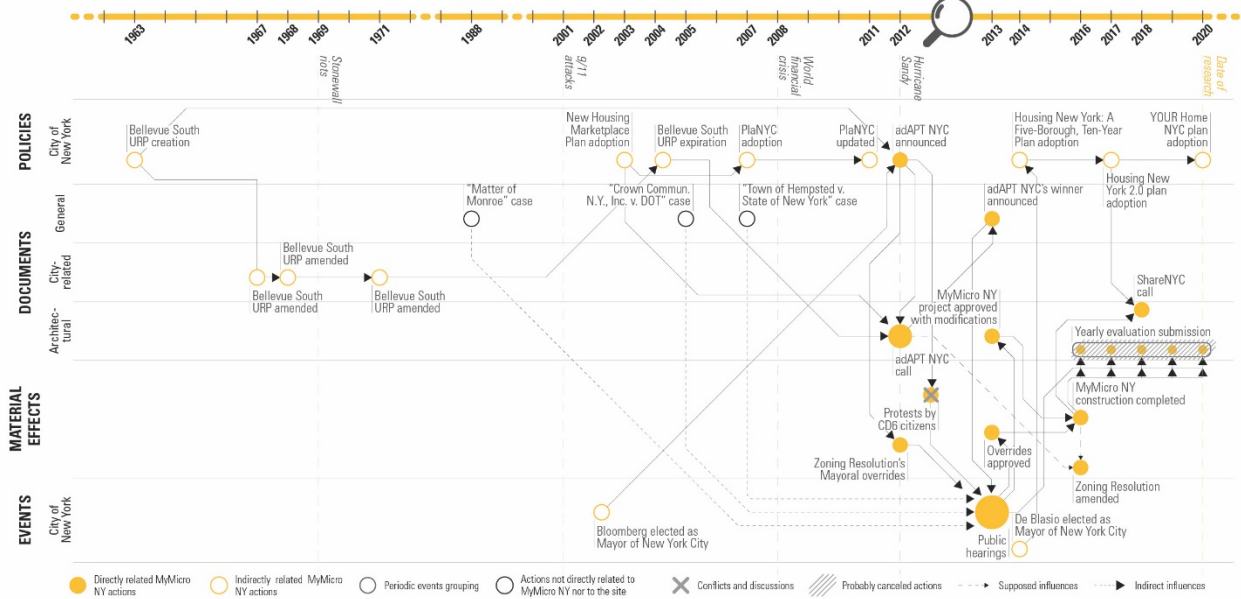 1963
1967
1968
1969
1971
1988
2001
2002
2003
2004
2005
2007
2008
2011
2012
2013
2014
2016
2017
2018
2020
Stonewall
riots
9/11
attacks
World
financial
crisis
Hurricane
Sandy
Date of
research
POLICIES
City of
New York
Bellevue South
URP creation
New Housing
Marketplace
Plan adoption
Bellevue South
URP expiration
PlaNYC
adoption
PlaNYC
updated
adAPT NYC
announced
Housing New York: A
Five-Borough, Ten-Year
Plan adoption
YOUR Home
NYC plan
adoption
Housing New
York 2.0 plan
adoption
DOCUMENTS
General
"Matter of
Monroe" case
"Crown Commun.
N.Y., Inc. v. DOT" case
"Town of Hempsted v.
State of New York" case
adAPT NYC's winner
announced
City-
related
Bellevue South
URP amended
Bellevue South
URP amended
Bellevue South
URP amended
Architec-
tural
ShareNYC
call
MyMicro NY
project approved
with modifications
adAPT NYC
call
Yearly evaluation submission
MATERIAL
EFFECTS
MyMicro NY
construction completed
Protests by
CD6 citizens
Overrides
approved
Zoning Resolution's
Mayoral overrides
Zoning Resolution
amended
EVENTS
City of
New York
Bloomberg elected as
Mayor of New York City
Public
hearings
De Blasio elected as
Mayor of New York City
Directly related MyMicro
NY actions
Indirectly related MyMicro
NY actions
Periodic events grouping
Actions not directly related to
MyMicro NY nor to the site
Conflicts and discussions
Probably canceled actions
Supposed influences
Indirect influences